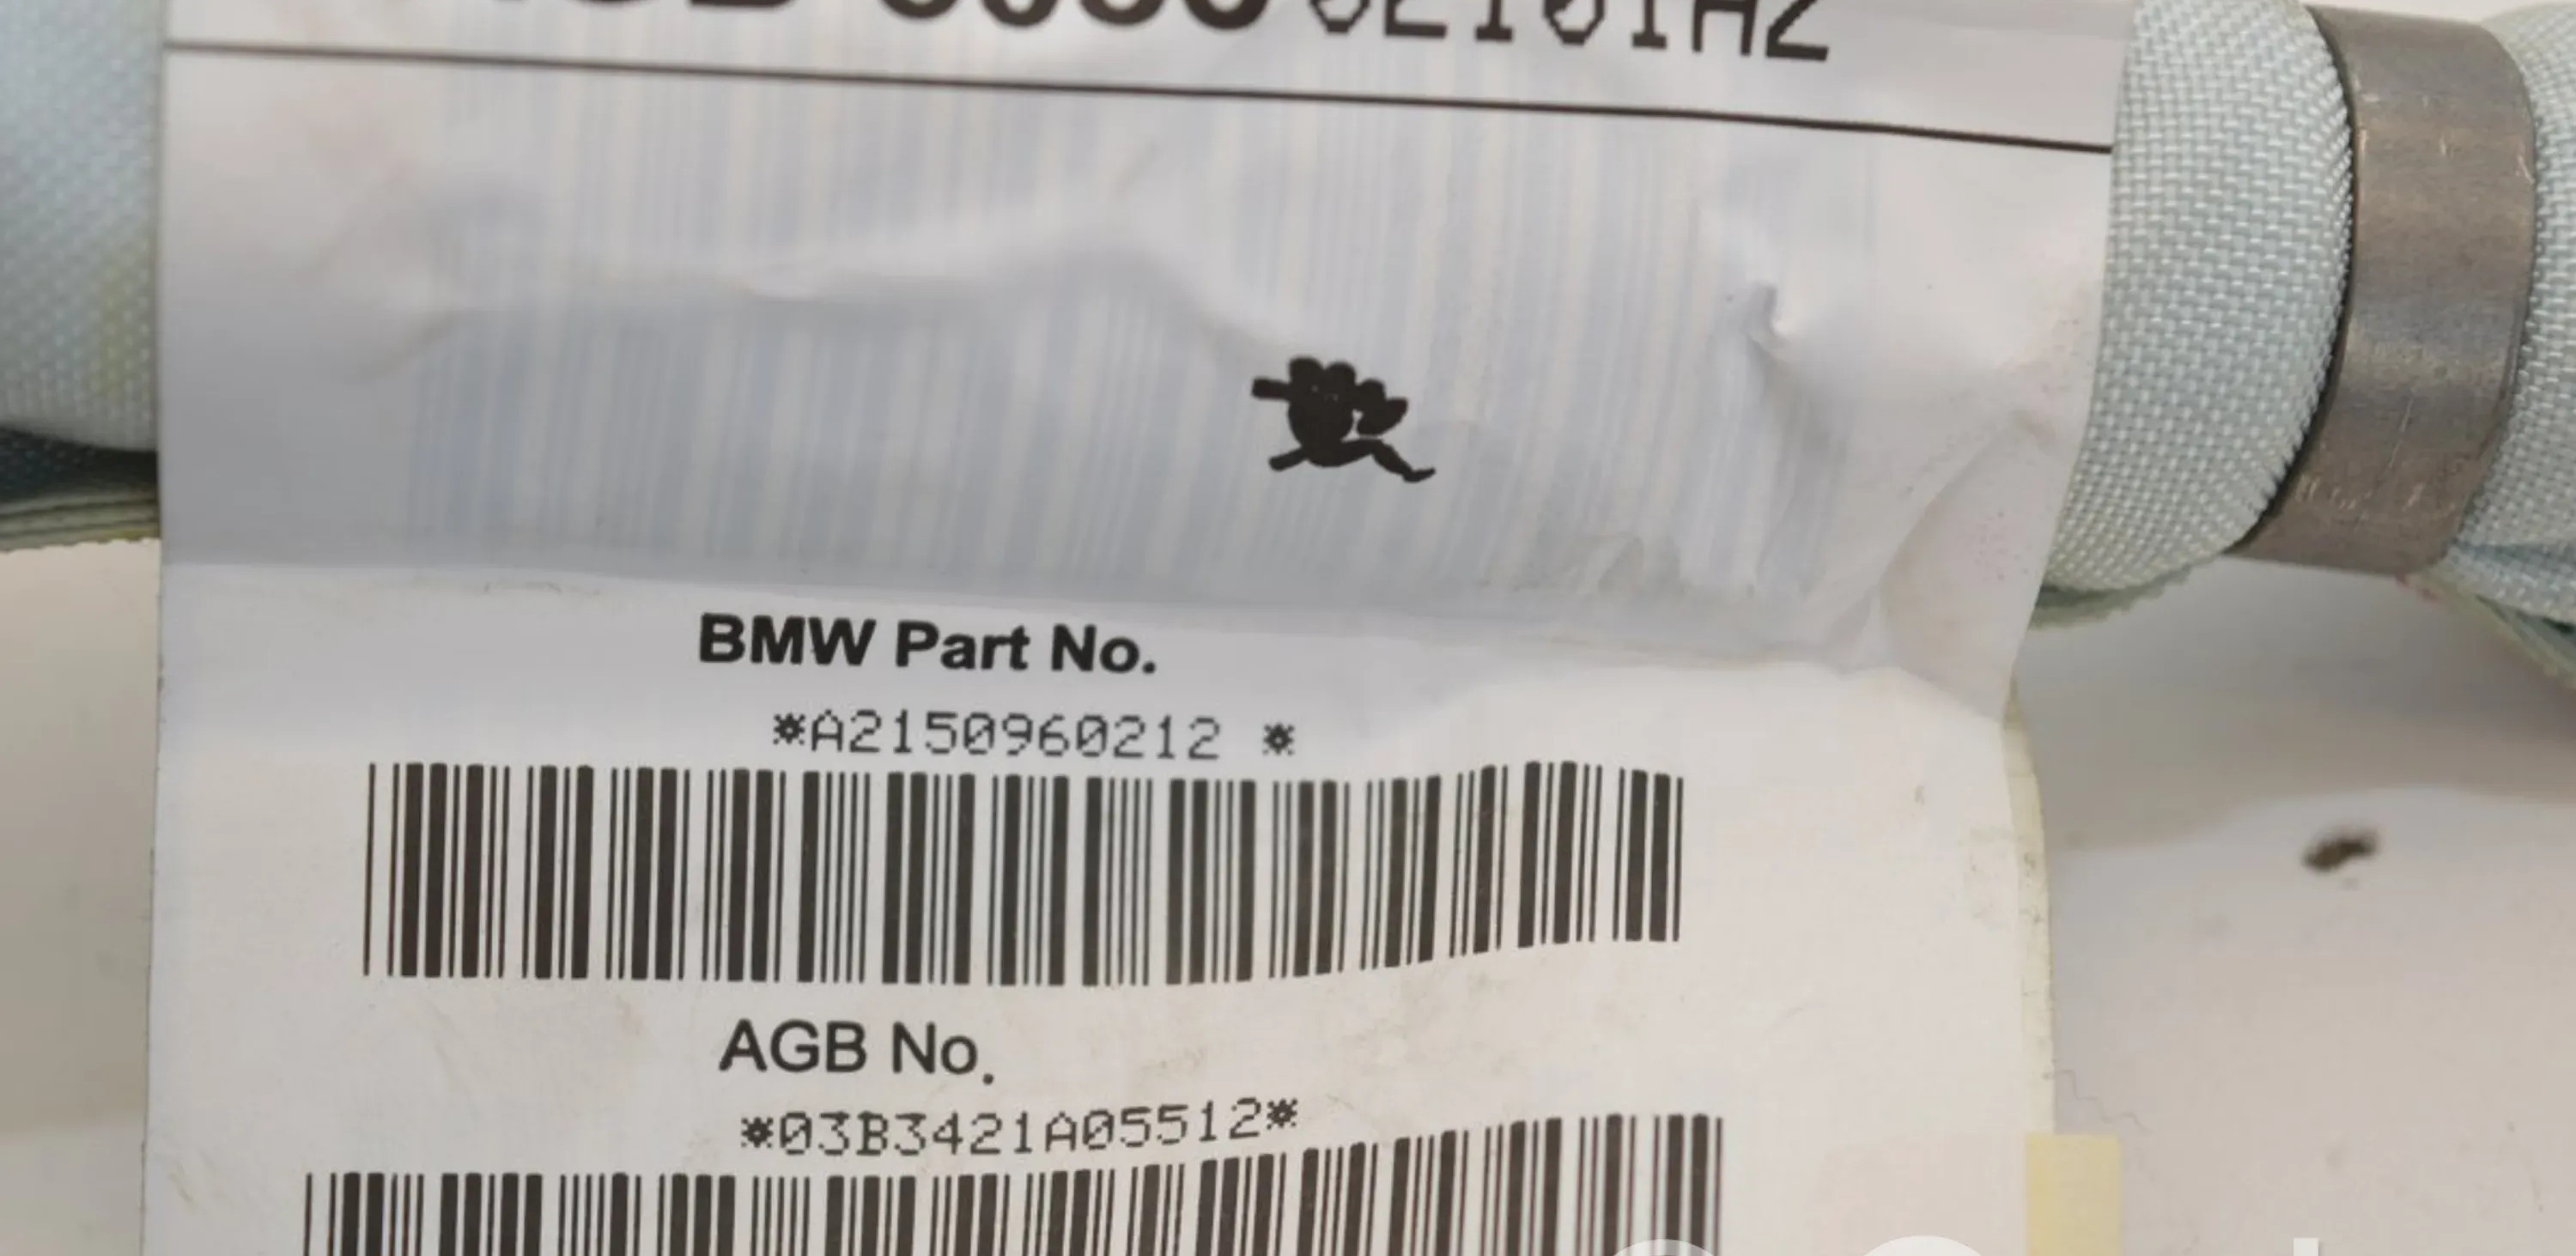 BMW Part No.
*A2150960212 *
AGB No.
*03B3421A05512*